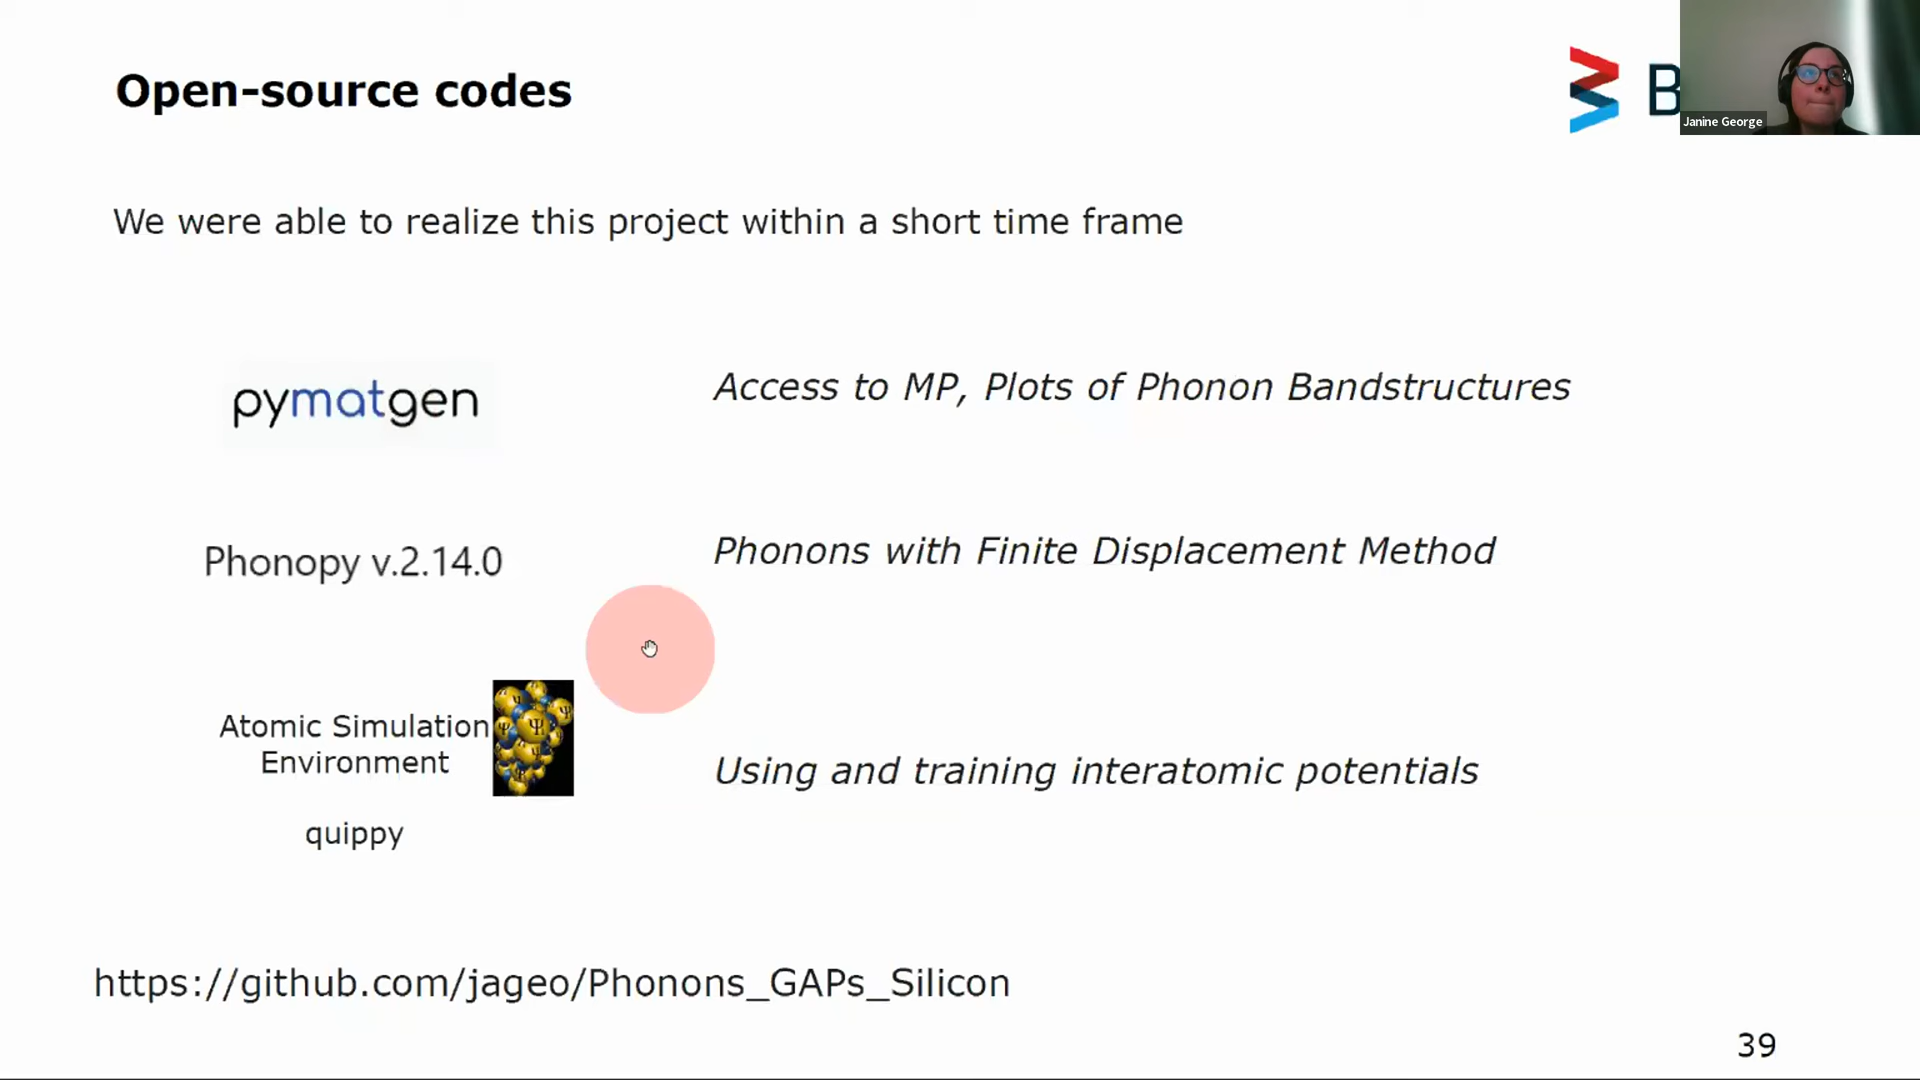 Open-source codes
B
Janine George
We were able to realize this project within a short time frame
pymatgen
Access to MP, Plots of Phonon Bandstructures
Phonopy v.2.14.0
Phonons with Finite Displacement Method
Atomic Simulation
Environment
quippy
Using and training interatomic potentials
https://github.com/jageo/Phonons_GAPs_Silicon
39